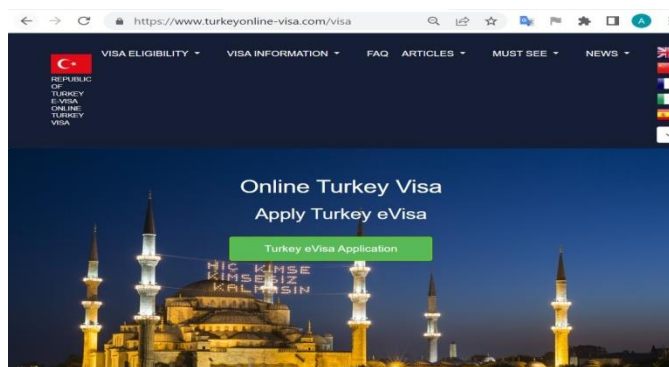 https://www.turkeyonline-visa.com/visa
A
VISA ELIGIBILITY
VISA INFORMATION
FAQ
ARTICLES
MUST SEE
NEWS
REPUBLIC
OF
TURKEY
E-VISA
ONLINE
TURKEY
VISA
Online Turkey Visa
Apply Turkey eVisa
Turkey eVisa Application
HİÇ KİMSE
KİMSESİZ
KALMASIN